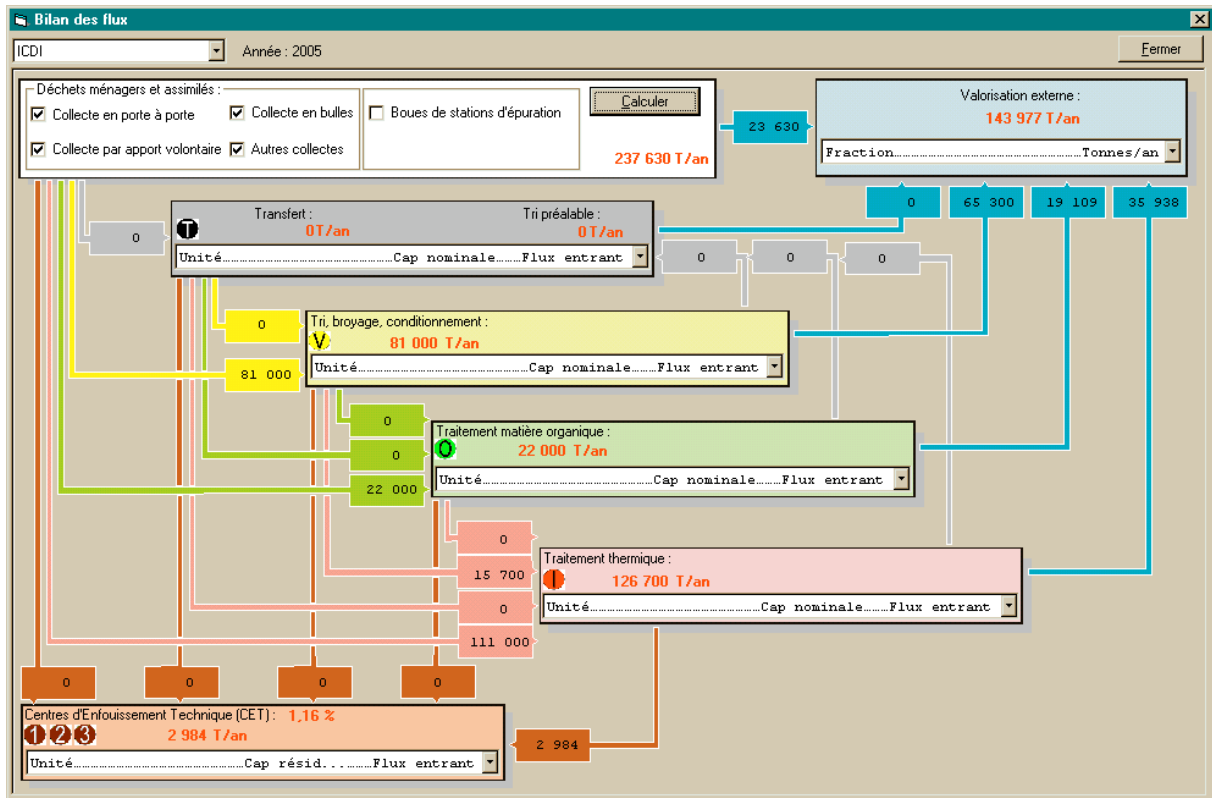 Bilan des flux
ICDI
Année : 2005
Fermer
Déchets ménagers et assimilés :
Collecte en porte à porte
Collecte en bulles
Boues de stations d'épuration
Calculer
Collecte par apport volontaire
Autres collectes
237 630 T/an
23 630
Valorisation externe :
143 977 T/an
Fraction......Tonnes/an
0
65 300
19 109
35 938
0
T
Transfert :
Tri préalable :
0T/an
0T/an
Unité......Cap nominale......Flux entrant
0
0
0
0
81 000
Tri, broyage, conditionnement :
V
81 000 T/an
Unité......Cap nominale......Flux entrant
0
0
22 000
Traitement matière organique :
O
22 000 T/an
Unité......Cap nominale......Flux entrant
0
15 700
0
111 000
Traitement thermique :
I
126 700 T/an
Unité......Cap nominale......Flux entrant
0
0
0
0
Centres d'Enfouissement Technique (CET) : 1,16 %
1 2 3
2 984 T/an
Unité......Cap résid......Flux entrant
2 984